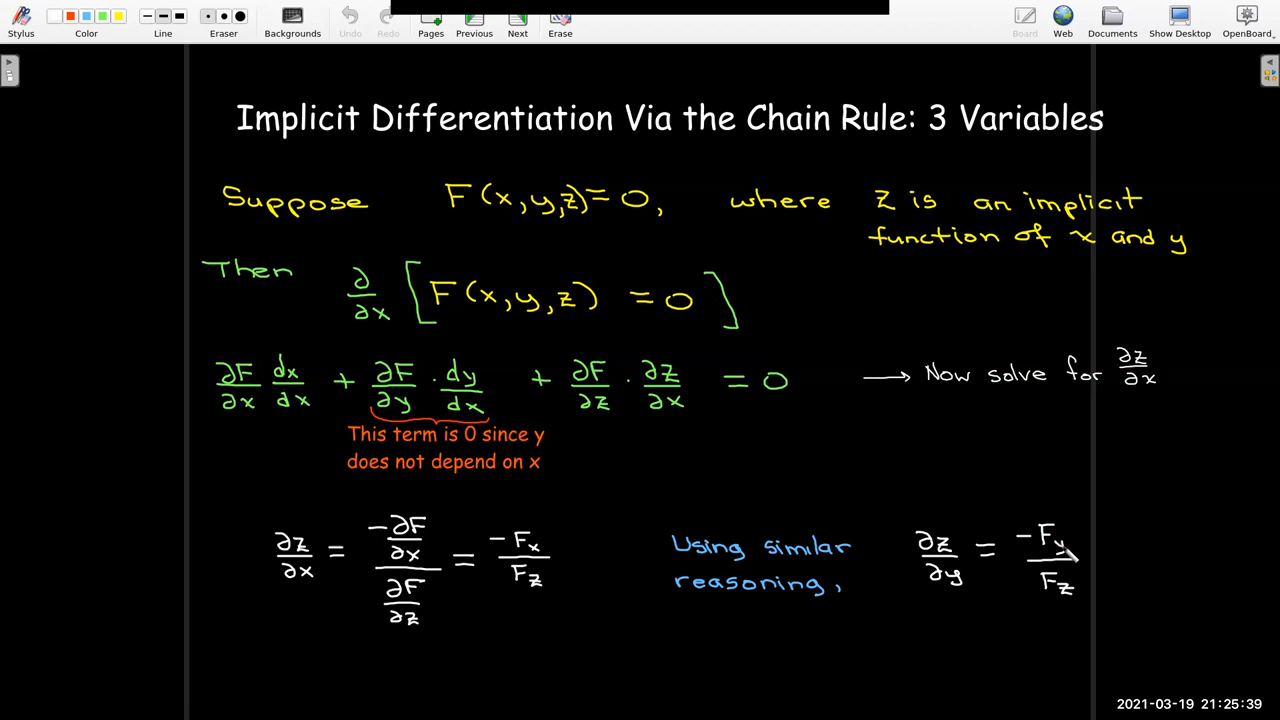 Stylus Color Line Eraser Backgrounds Undo Redo Pages Previous Next Erase Board Web Documents Show Desktop OpenBoard
Implicit Differentiation Via the Chain Rule: 3 Variables
Suppose F(x,y,z)=0, where z is an implicit
function of x and y
Then ∂/∂x [F(x,y,z) = 0]
∂F/∂x dx/dx + ∂F/∂y · dy/dx + ∂F/∂z · ∂z/∂x = 0 → Now solve for ∂z/∂x
This term is 0 since y
does not depend on x
∂z/∂x = (-∂F/∂x)/(∂F/∂z) = -Fx/Fz
Using similar
reasoning,
∂z/∂y = -Fy/Fz
2021-03-19 21:25:39